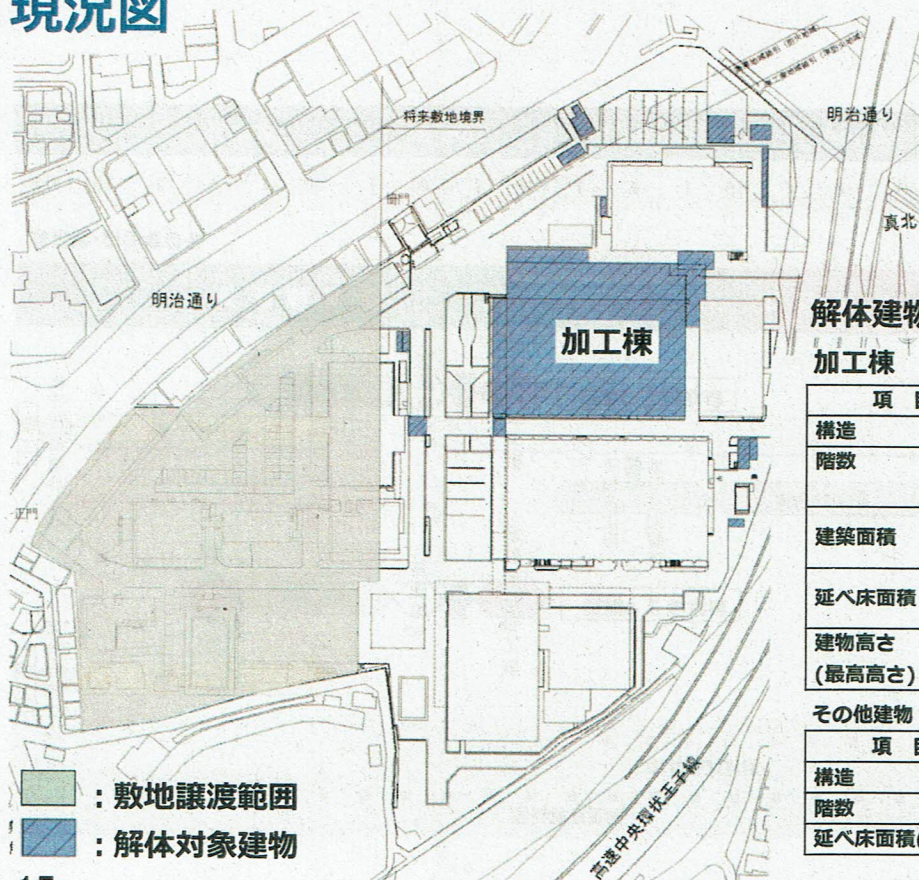 現況図
将来敷地境界
明治通り
真北
明治通り
正門
加工棟
高速中央環状王子線
：敷地譲渡範囲
：解体対象建物
解体建物
加工棟
項
構造
階数
建築面積
延べ床面積
建物高さ
(最高高さ)
その他建物
項
構造
階数
延べ床面積